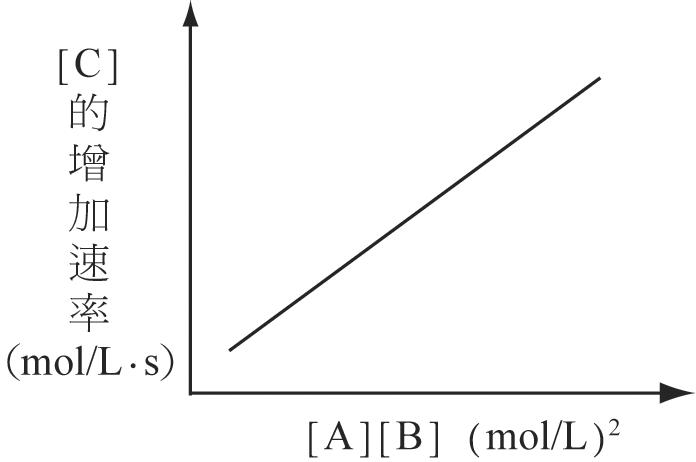 [C]
的
增
加
速
率
(mol/L·s)
[A][B] (mol/L)²